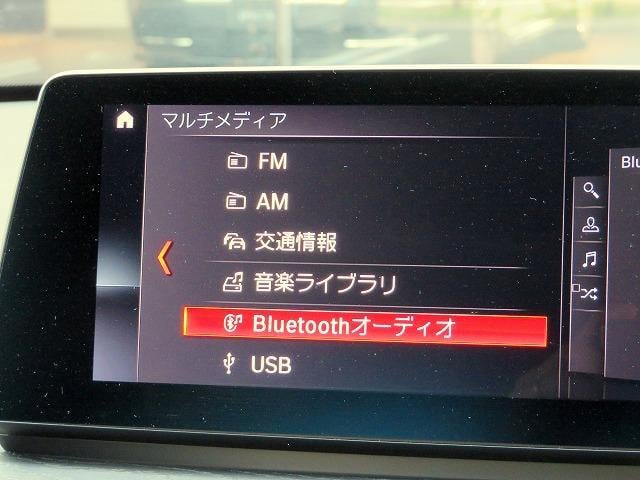 マルチメディア
FM
AM
交通情報
音楽ライブラリ
Bluetoothオーディオ
USB
Blu